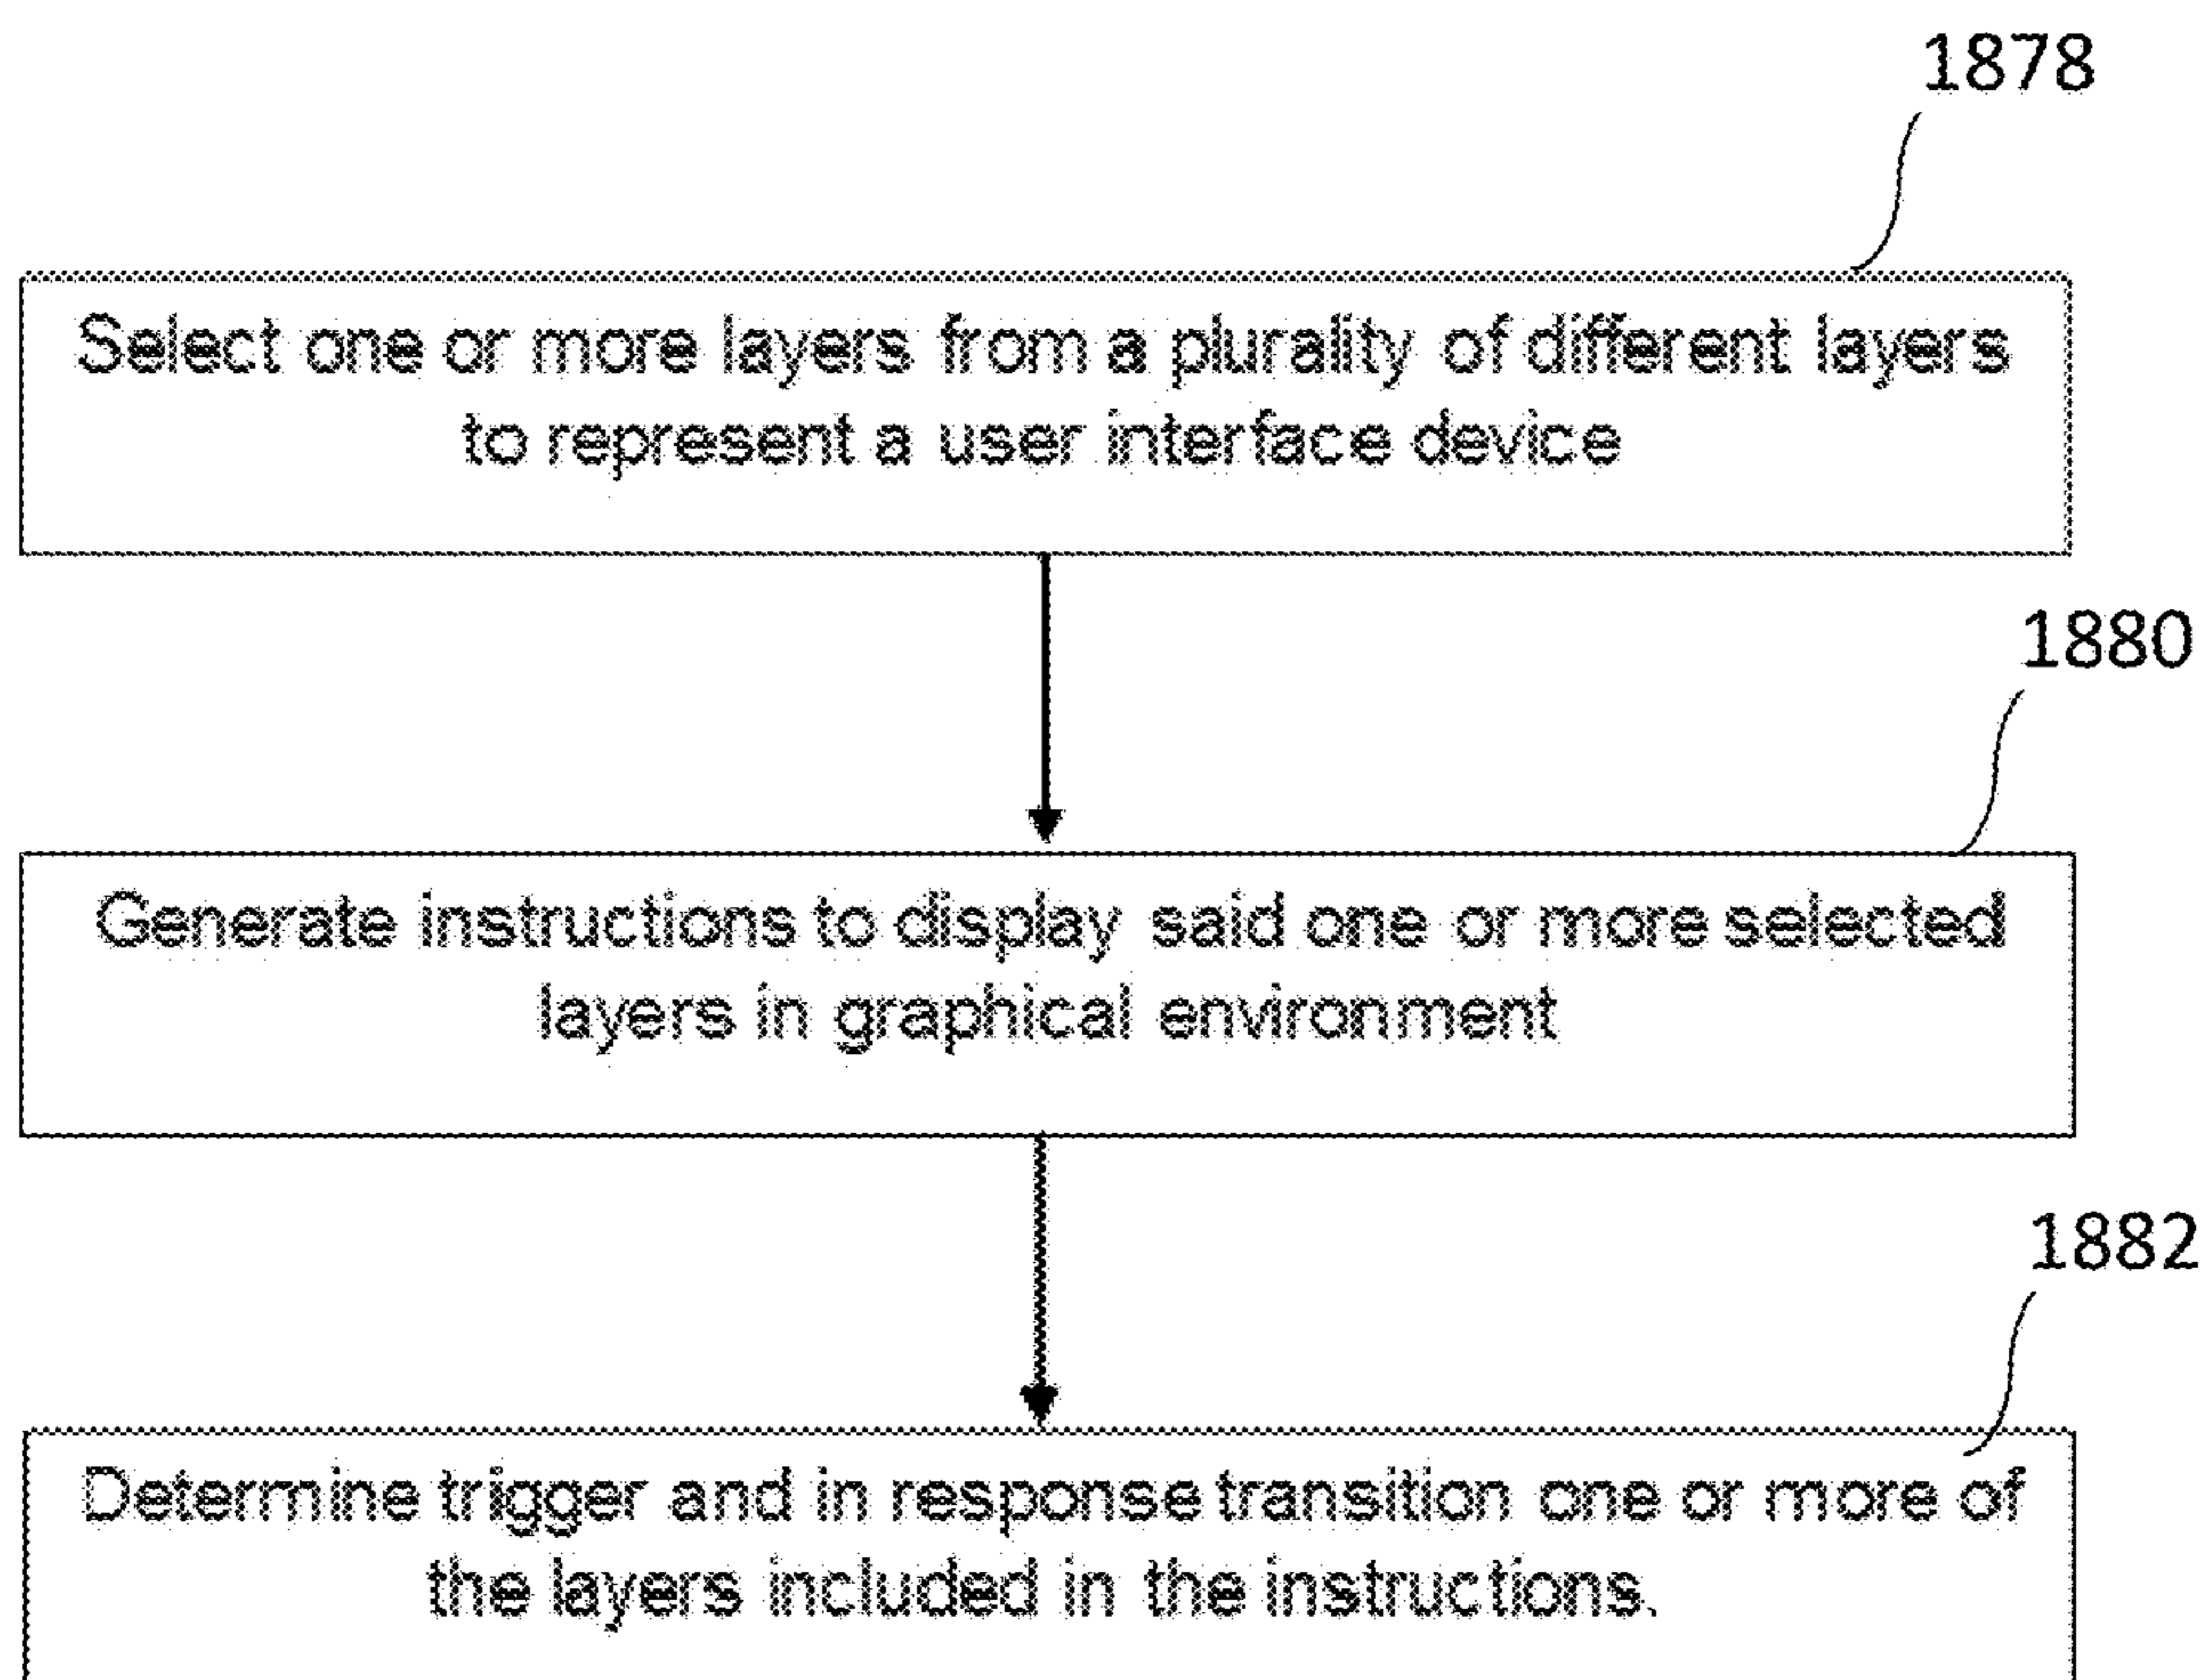 1878
Select one or more layers from a plurality of different layers
to represent a user interface device
1880
Generate instructions to display said one or more selected
layers in graphical environment
1882
Determine trigger and in response transition one or more of
the layers included in the instructions.